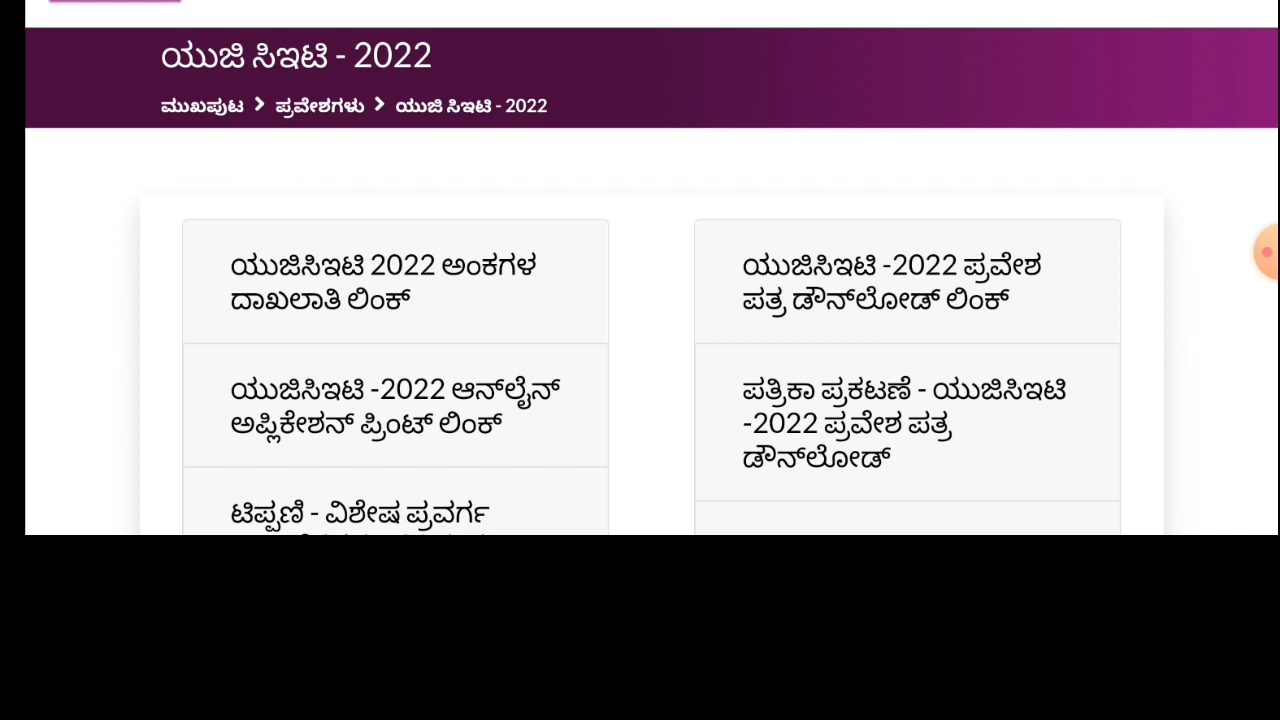 ಯುಜಿ ಸಿಇಟಿ - 2022
ಮುಖಪುಟ > ಪ್ರವೇಶಗಳು > ಯುಜಿ ಸಿಇಟಿ - 2022
ಯುಜಿಸಿಇಟಿ 2022 ಅಂಕಗಳ
ದಾಖಲಾತಿ ಲಿಂಕ್
ಯುಜಿಸಿಇಟಿ -2022 ಆನ್‌ಲೈನ್
ಅಪ್ಲಿಕೇಶನ್ ಪ್ರಿಂಟ್ ಲಿಂಕ್
ಟಿಪ್ಪಣಿ - ವಿಶೇಷ ಪ್ರವರ್ಗ
ಯುಜಿಸಿಇಟಿ -2022 ಪ್ರವೇಶ
ಪತ್ರ ಡೌನ್‌ಲೋಡ್ ಲಿಂಕ್
ಪತ್ರಿಕಾ ಪ್ರಕಟಣೆ - ಯುಜಿಸಿಇಟಿ
-2022 ಪ್ರವೇಶ ಪತ್ರ
ಡೌನ್‌ಲೋಡ್